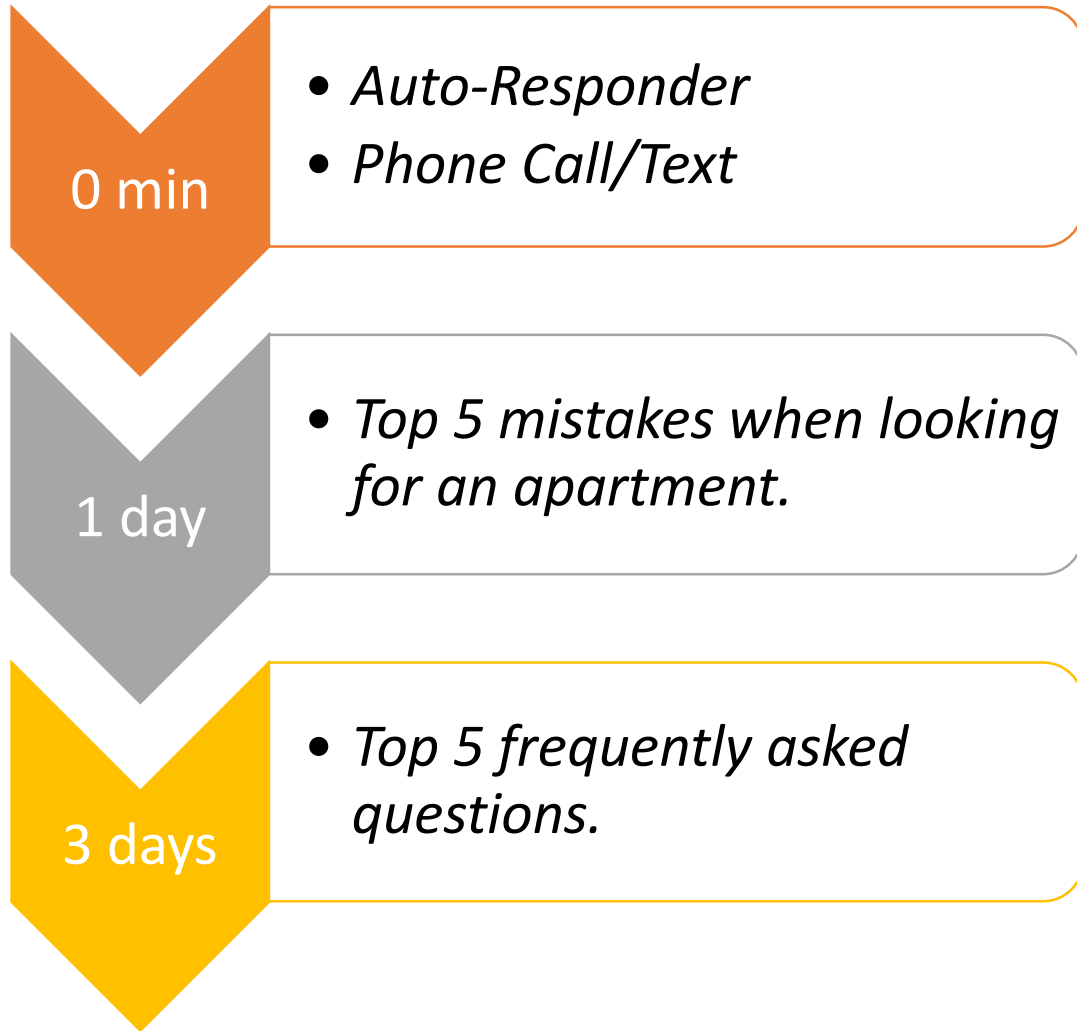 0 min
• Auto-Responder
• Phone Call/Text
1 day
• Top 5 mistakes when looking
for an apartment.
3 days
• Top 5 frequently asked
questions.